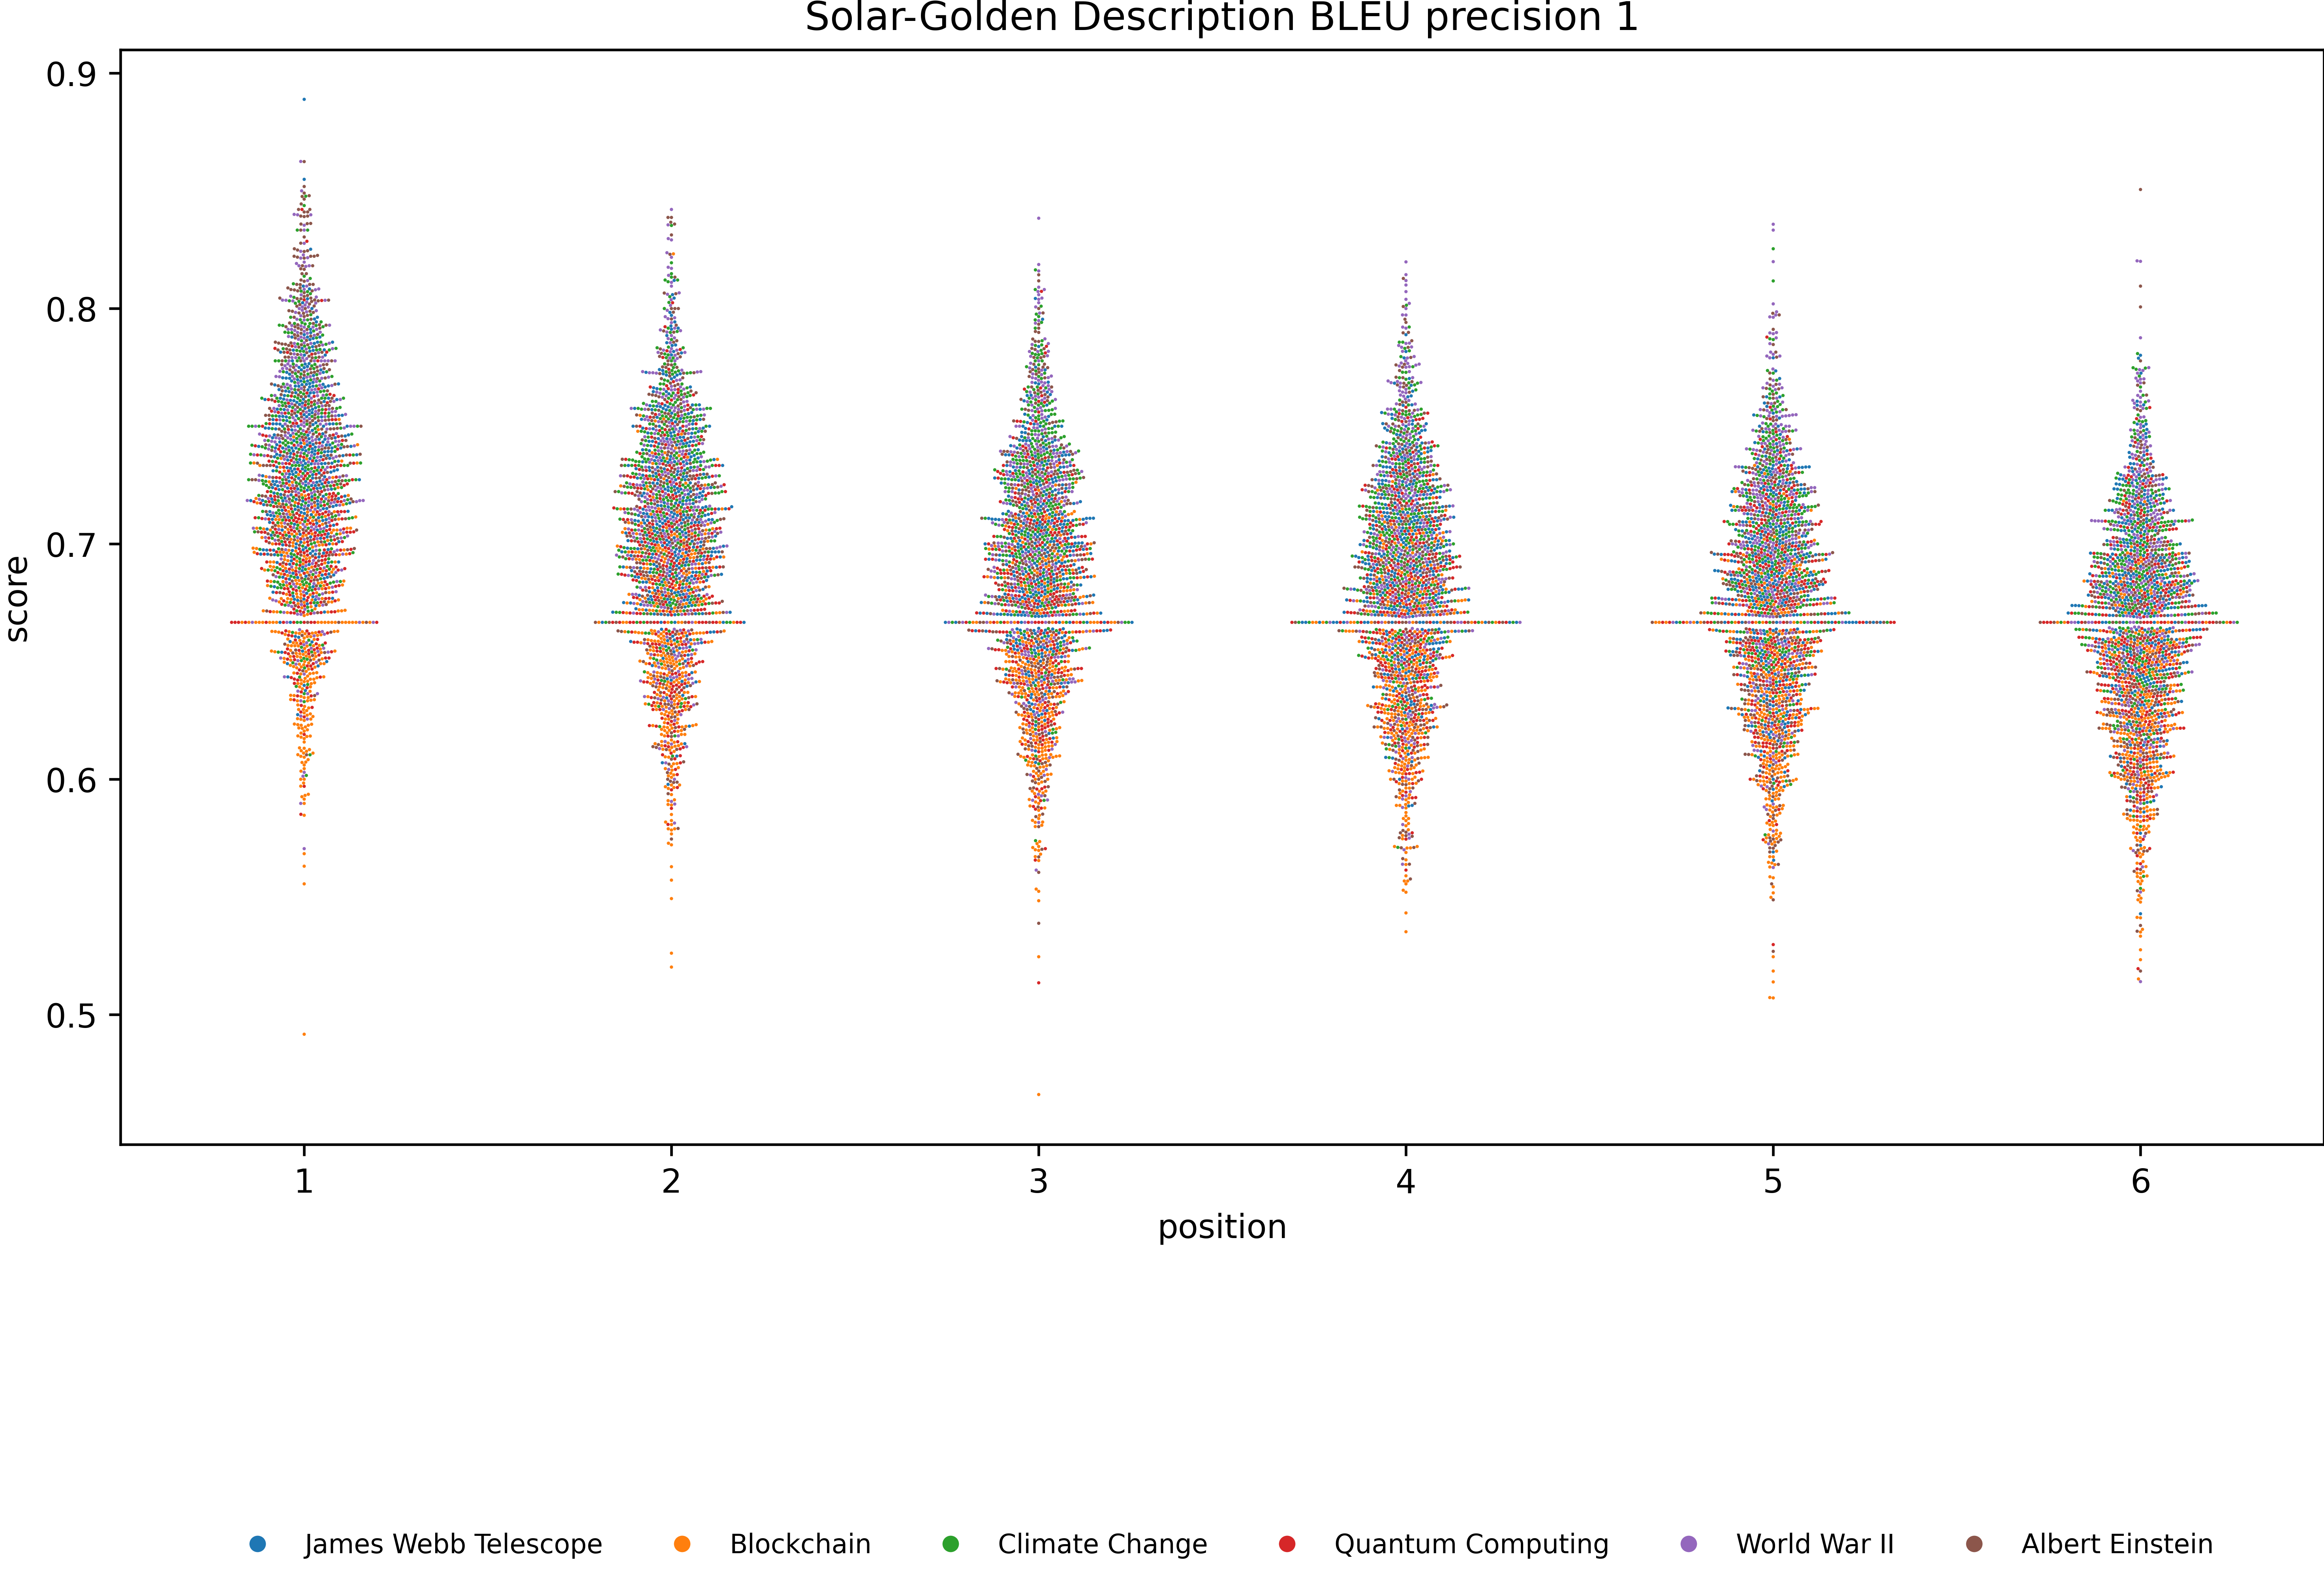 Solar-Golden Description BLEU precision 1
0.9
0.8
0.7
0.6
0.5
score
1 2 3 4 5 6
position
James Webb Telescope Blockchain Climate Change Quantum Computing World War II Albert Einstein